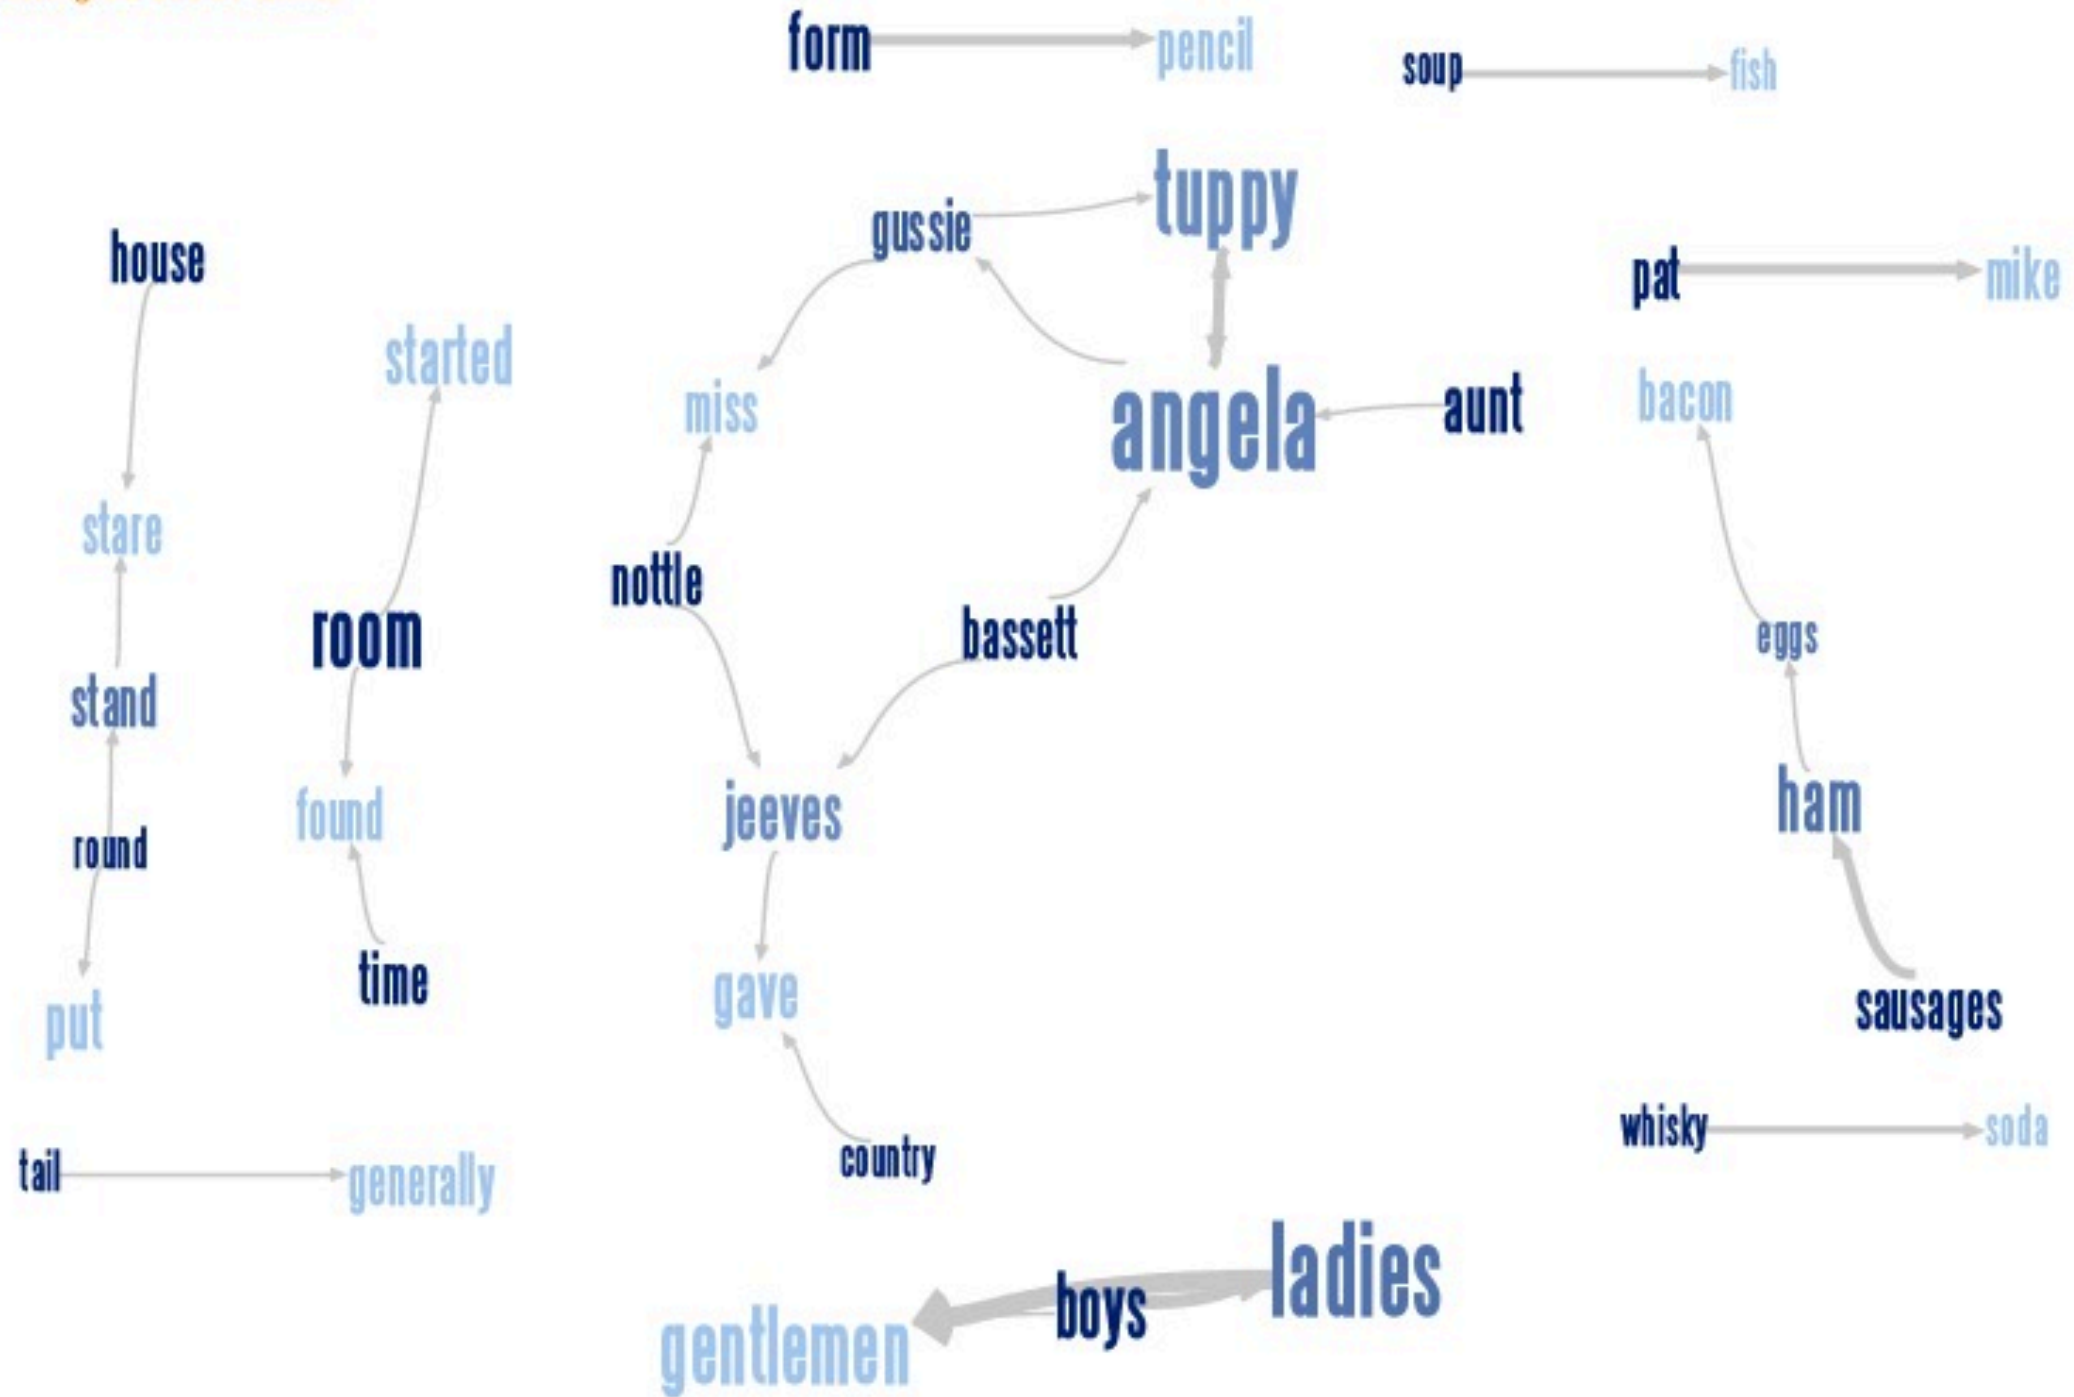 form pencil
soup fish
tuppy
gussie
house
pat mike
started
miss
angela
aunt
bacon
stare
nottle
room
bassett
eggs
stand
jeeves
found
ham
round
time
gave
sausages
put
whisky soda
country
tail generally
ladies
boys
gentlemen